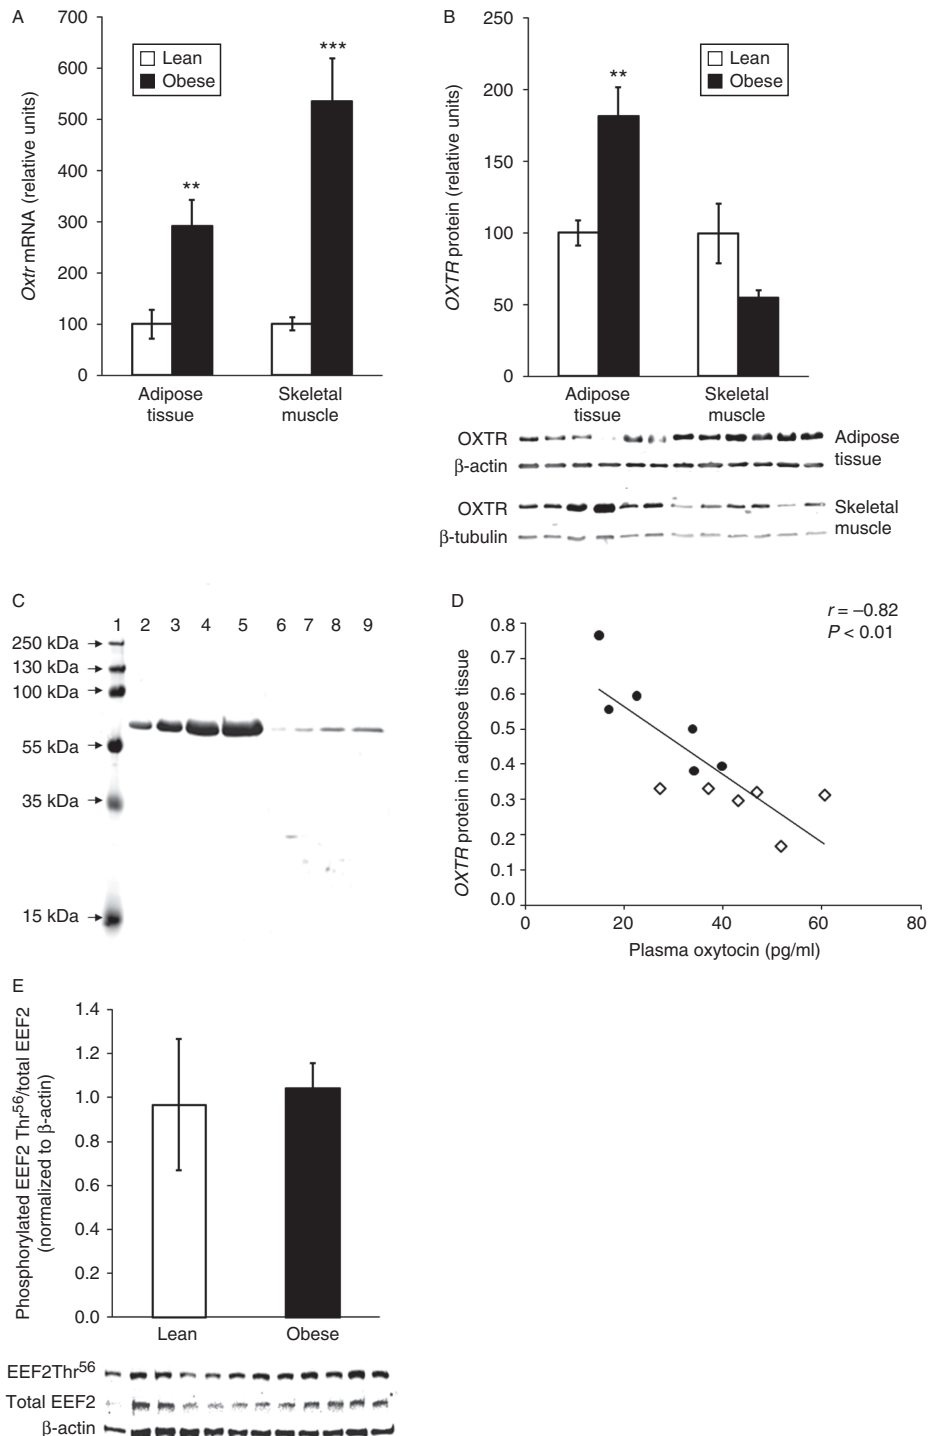 A
700
600
500
400
300
200
100
0
Oxtr mRNA (relative units)
Lean
Obese
**
***
Adipose
tissue
Skeletal
muscle
B
250
200
150
100
50
0
OXTR protein (relative units)
Lean
Obese
**
Adipose
tissue
Skeletal
muscle
OXTR
β-actin
Adipose
tissue
OXTR
β-tubulin
Skeletal
muscle
C
1 2 3 4 5 6 7 8 9
250 kDa
130 kDa
100 kDa
55 kDa
35 kDa
15 kDa
D
r = –0.82
P < 0.01
0.8
0.7
0.6
0.5
0.4
0.3
0.2
0.1
0.0
OXTR protein in adipose tissue
0 20 40 60 80
Plasma oxytocin (pg/ml)
E
1.4
1.2
1.0
0.8
0.6
0.4
0.2
0.0
Phosphorylated EEF2 Thr56/total EEF2
(normalized to β-actin)
Lean Obese
EEF2Thr56
Total EEF2
β-actin